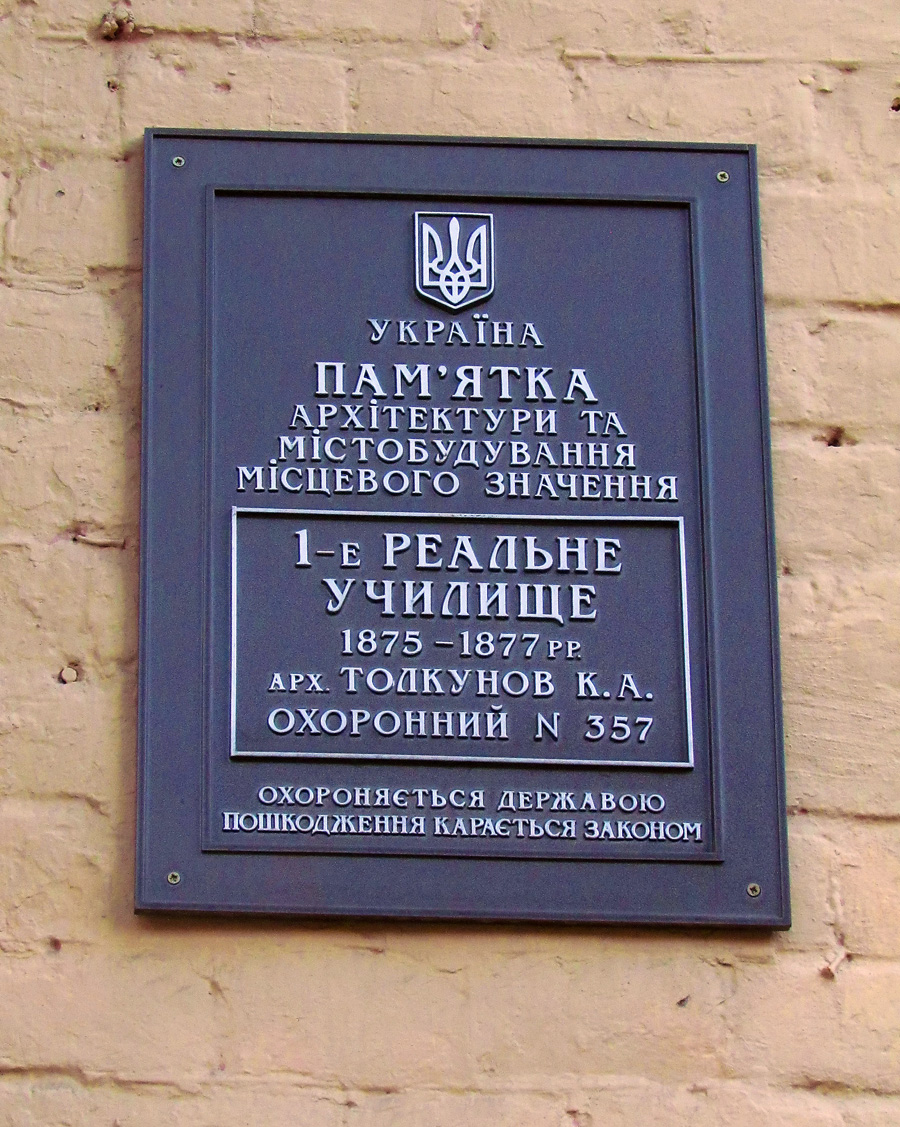 УКРАЇНА
ПАМ'ЯТКА
АРХІТЕКТУРИ ТА
МІСТОБУДУВАННЯ
МІСЦЕВОГО ЗНАЧЕННЯ
1-Е РЕАЛЬНЕ
УЧИЛИЩЕ
1875 – 1877 РР.
АРХ. ТОЛКУНОВ К.А.
ОХОРОННИЙ N 357
ОХОРОНЯЄТЬСЯ ДЕРЖАВОЮ
ПОШКОДЖЕННЯ КАРАЄТЬСЯ ЗАКОНОМ